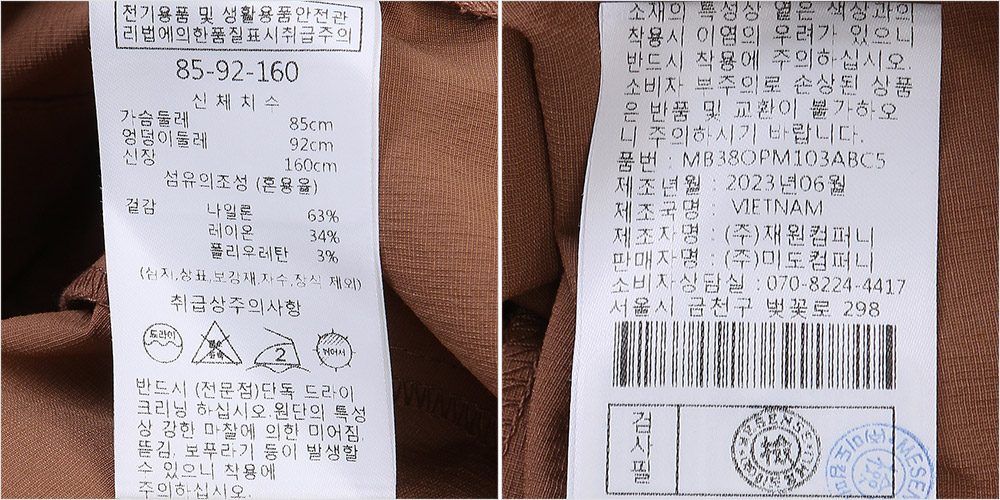 전기용품 및 생활용품안전관
리법에의한품질표시취급주의
85-92-160
신 체 치 수
가슴둘레 85cm
엉덩이둘레 92cm
신장 160cm
섬유의조성 (혼용율)
겉감 나일론 63%
레이온 34%
폴리우레탄 3%
(심지,상표,보강재,자수,장식 제외)
취급상주의사항
드라이
2
뉘어서
반드시 (전문점)단독 드라이
크리닝 하십시오.원단의 특성
상 강한 마찰에 의한 미어짐,
뜯김, 보푸라기 등이 발생할
수 있으니 착용에
주의하십시오.
소재의 특성상 옅은 색상과의
착용시 이염의 우려가 있으니
반드시 착용에 주의하십시오.
소비자 부주의로 손상된 상품
은 반품 및 교환이 불가하오
니 주의하시기 바랍니다.
품번 : MB38OPM103ABC5
제조년월 : 2023년06월
제조국명 : VIETNAM
제조자명 : (주)재원컴퍼니
판매자명 : (주)미도컴퍼니
소비자상담실 : 070-8224-4417
서울시 금천구 벚꽃로 298
검
사
필